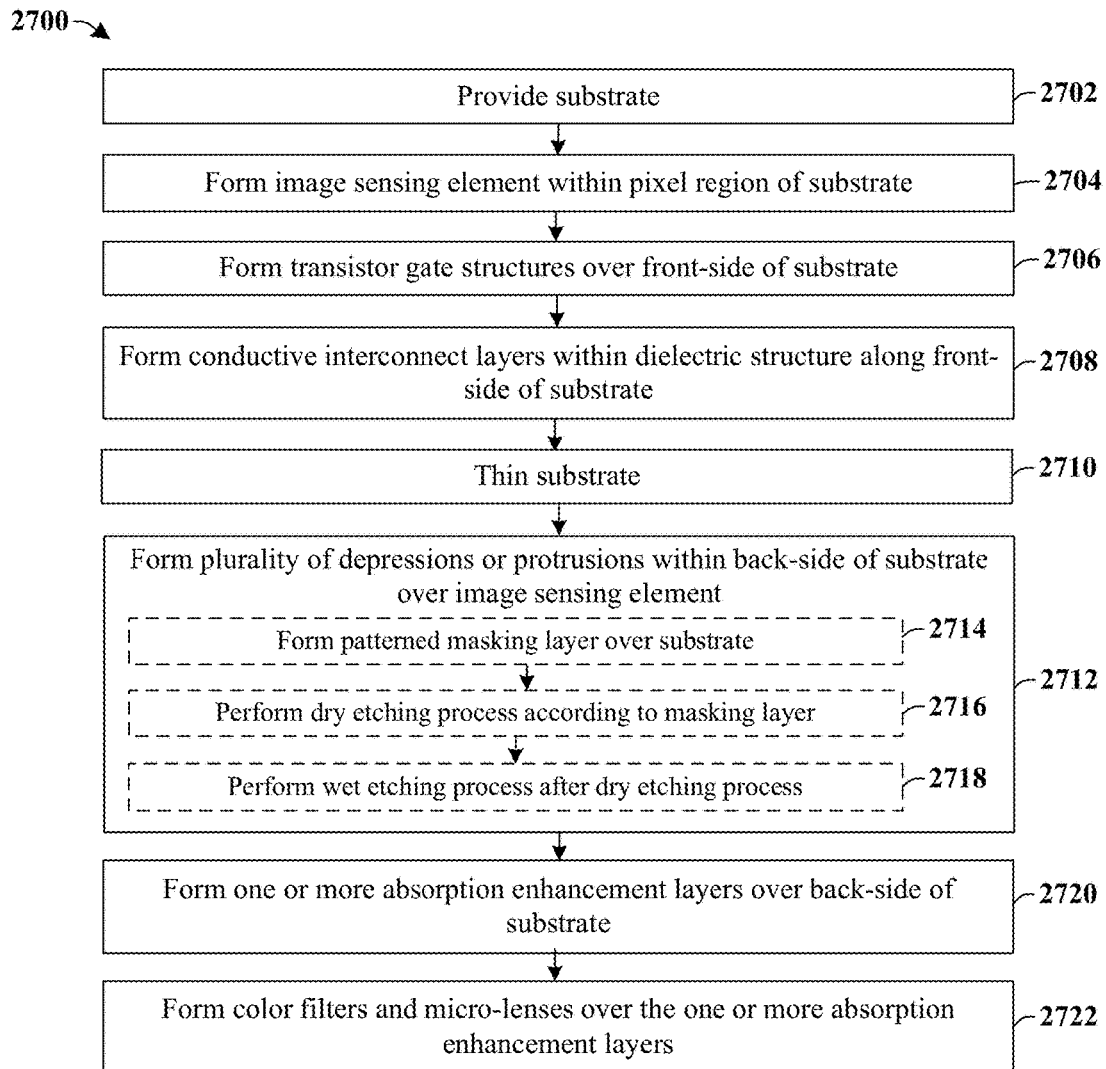 2700
Provide substrate
2702
Form image sensing element within pixel region of substrate
2704
Form transistor gate structures over front-side of substrate
2706
Form conductive interconnect layers within dielectric structure along front-
side of substrate
2708
Thin substrate
2710
Form plurality of depressions or protrusions within back-side of substrate
over image sensing element
2712
Form patterned masking layer over substrate
2714
Perform dry etching process according to masking layer
2716
Perform wet etching process after dry etching process
2718
Form one or more absorption enhancement layers over back-side of
substrate
2720
Form color filters and micro-lenses over the one or more absorption
enhancement layers
2722